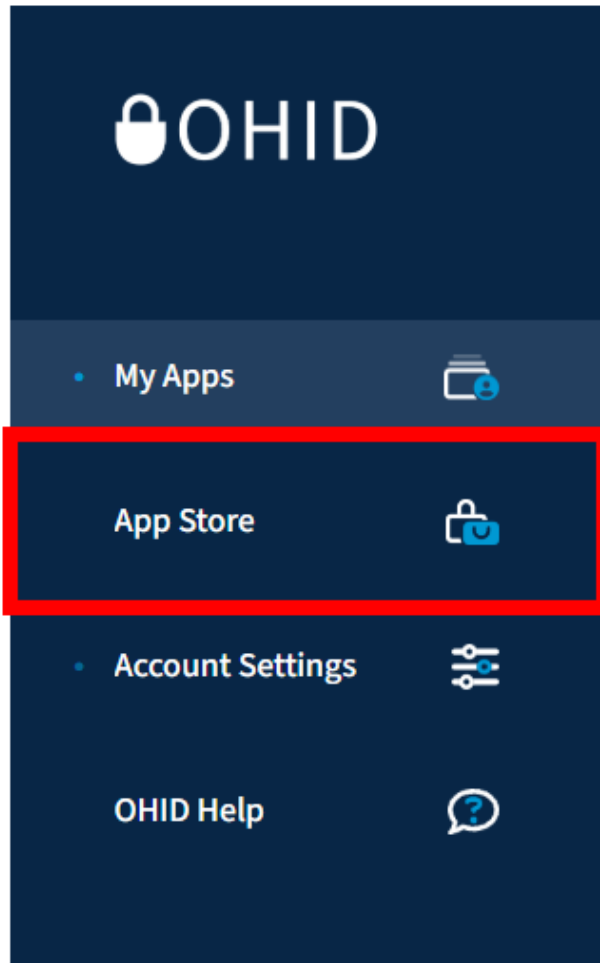 OHID
My Apps
App Store
Account Settings
OHID Help